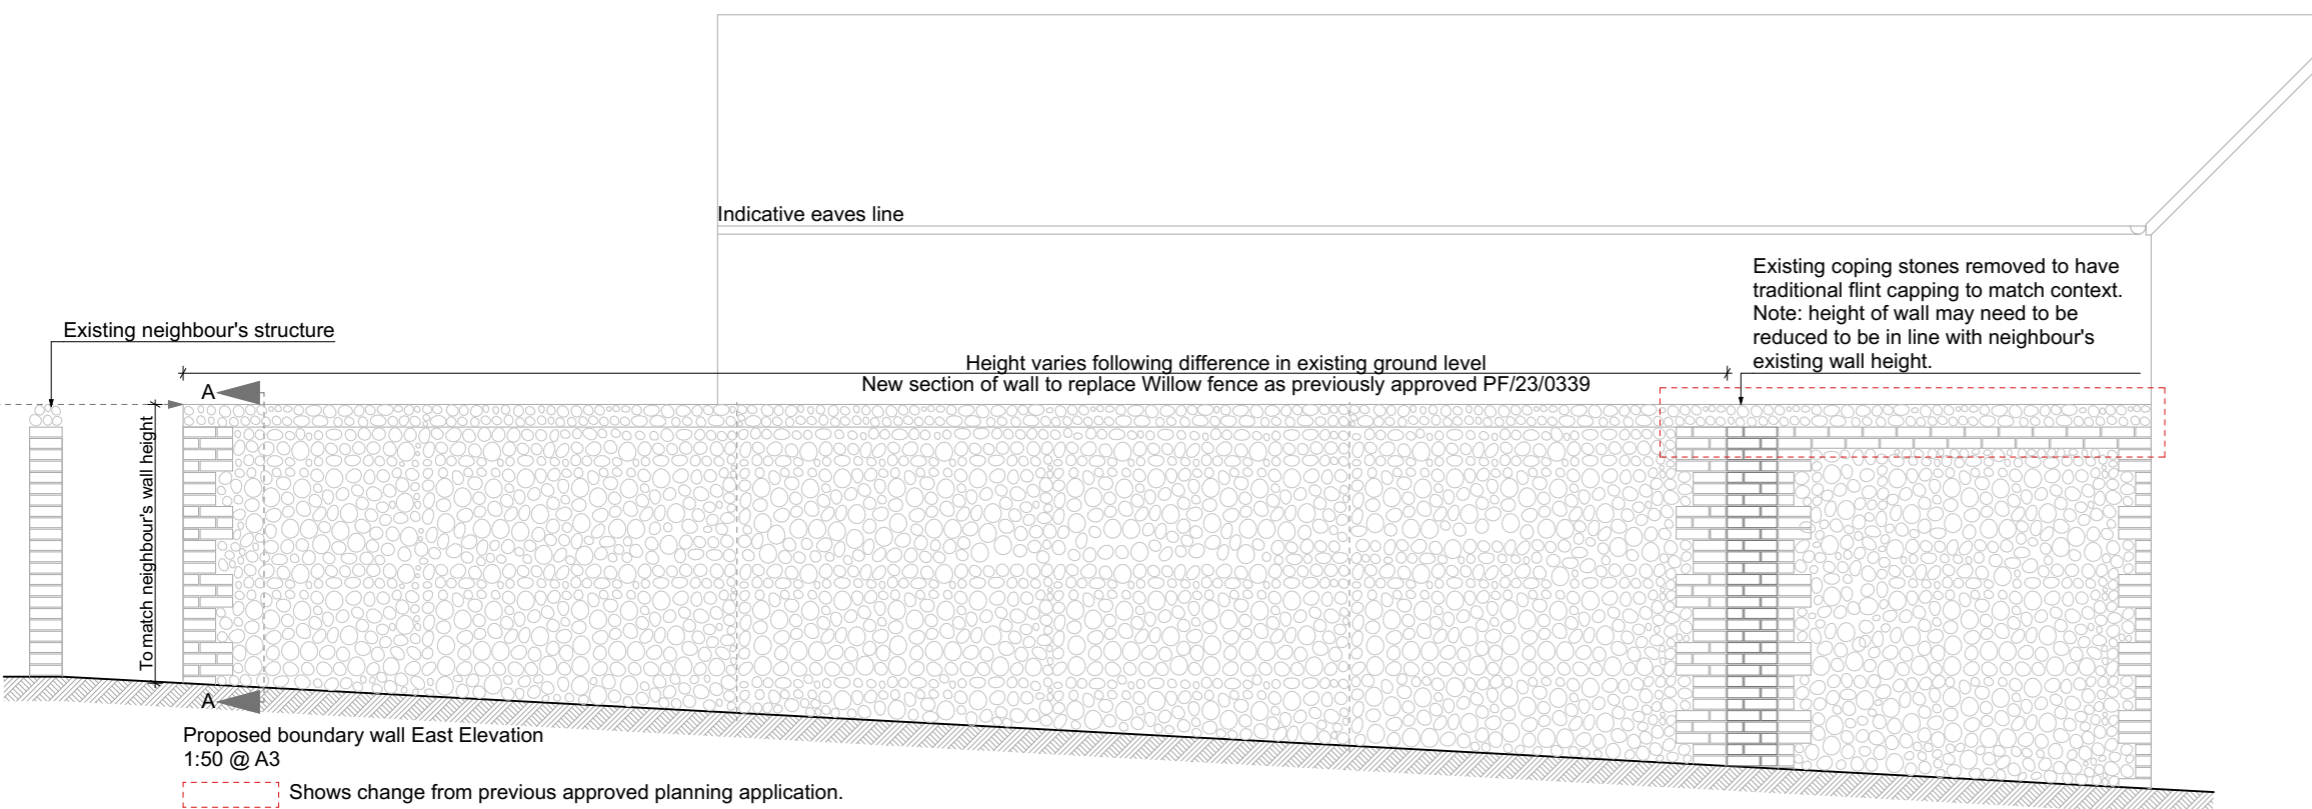 Indicative eaves line
Existing coping stones removed to have
traditional flint capping to match context.
Note: height of wall may need to be
reduced to be in line with neighbour's
existing wall height.
Existing neighbour's structure
Height varies following difference in existing ground level
New section of wall to replace Willow fence as previously approved PF/23/0339
A
To match neighbour's wall height
A
Proposed boundary wall East Elevation
1:50 @ A3
Shows change from previous approved planning application.